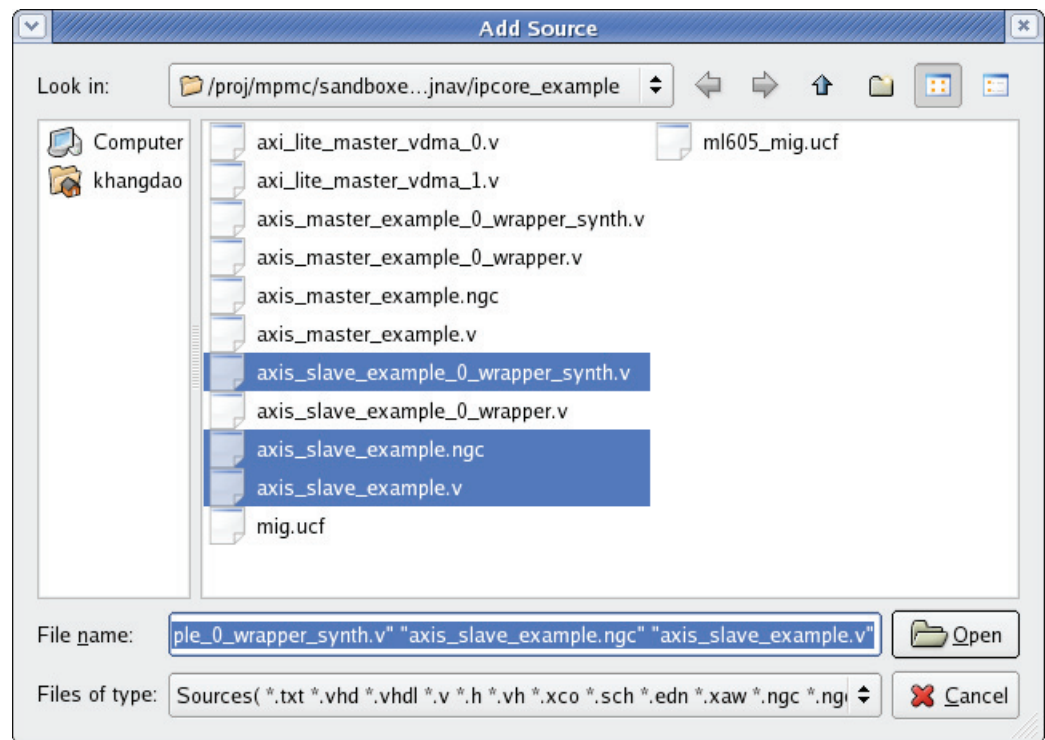 Add Source
Look in:
/proj/mpmc/sandboxe...jnav/ipcore_example
Computer
khangdao
axi_lite_master_vdma_0.v
axi_lite_master_vdma_1.v
axis_master_example_0_wrapper_synth.v
axis_master_example_0_wrapper.v
axis_master_example.ngc
axis_master_example.v
axis_slave_example_0_wrapper_synth.v
axis_slave_example_0_wrapper.v
axis_slave_example.ngc
axis_slave_example.v
mig.ucf
ml605_mig.ucf
File name:
ple_0_wrapper_synth.v" "axis_slave_example.ngc" "axis_slave_example.v"
Open
Files of type:
Sources( *.txt *.vhd *.vhdl *.v *.h *.vh *.xco *.sch *.edn *.xaw *.ngc *.ng
Cancel